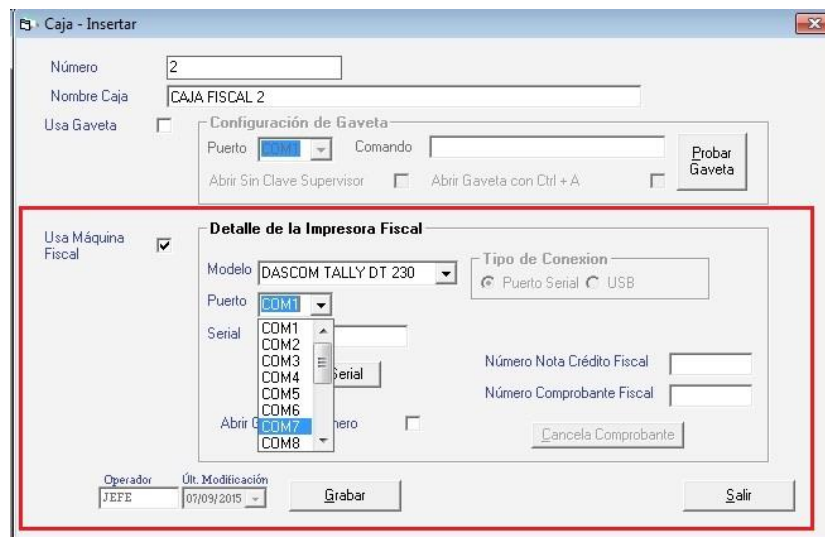 Caja - Insertar
Número 2
Nombre Caja CAJA FISCAL 2
Usa Gaveta
Configuración de Gaveta
Puerto COM1 Comando
Probar
Gaveta
Abrir Sin Clave Supervisor Abrir Gaveta con Ctrl + A
Usa Máquina
Fiscal
Detalle de la Impresora Fiscal
Modelo DASCOM TALLY DT 230
Tipo de Conexion
Puerto Serial USB
Puerto COM1
Serial
COM1
COM2
COM3
COM4
COM5
COM6
COM7
COM8
Serial
Número Nota Crédito Fiscal
Número Comprobante Fiscal
Abrir
Cancela Comprobante
Operador Últ. Modificación
JEFE 07/09/2015
Grabar
Salir